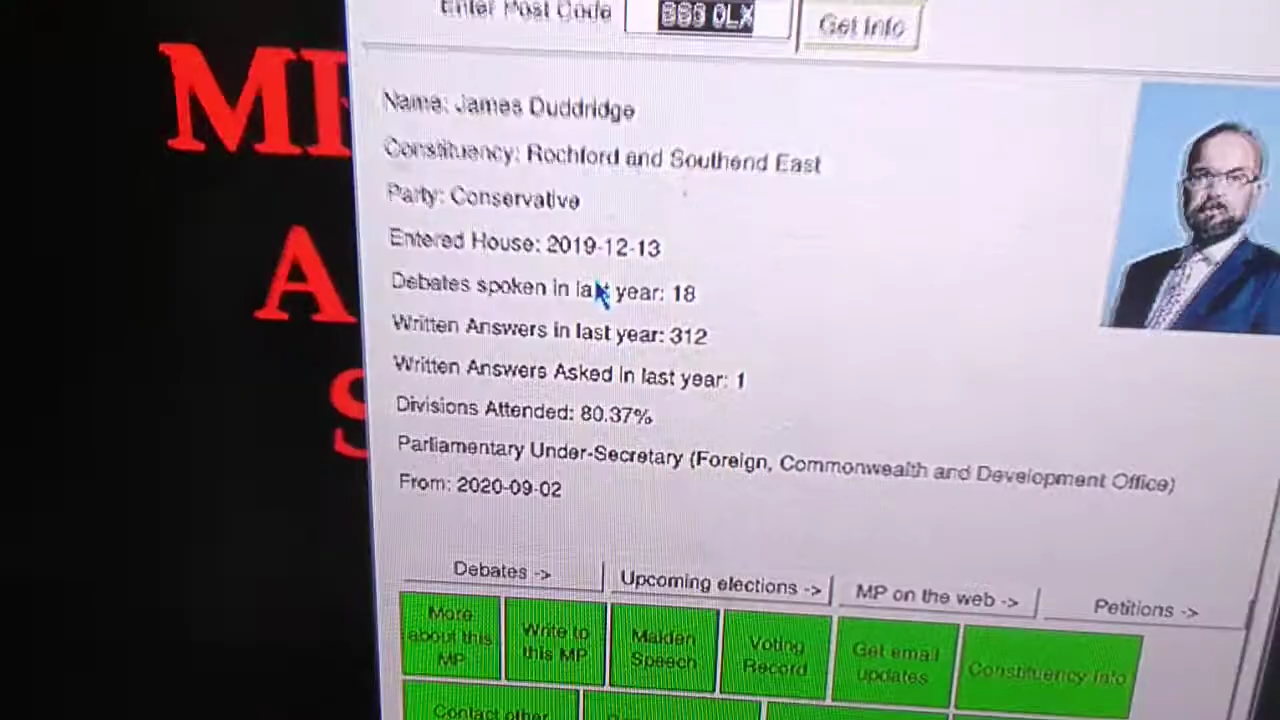 Enter Post Code
Get Info
Name: James Duddridge
Constituency: Rochford and Southend East
Party: Conservative
Entered House: 2019-12-13
Debates spoken in last year: 18
Written Answers in last year: 312
Written Answers Asked in last year: 1
Divisions Attended: 80.37%
Parliamentary Under-Secretary (Foreign, Commonwealth and Development Office)
From: 2020-09-02
Debates -> Upcoming elections -> MP on the web -> Petitions ->
More about this MP
Write to this MP
Maiden Speech
Voting Record
Get email updates
Constituency Info
Contact other